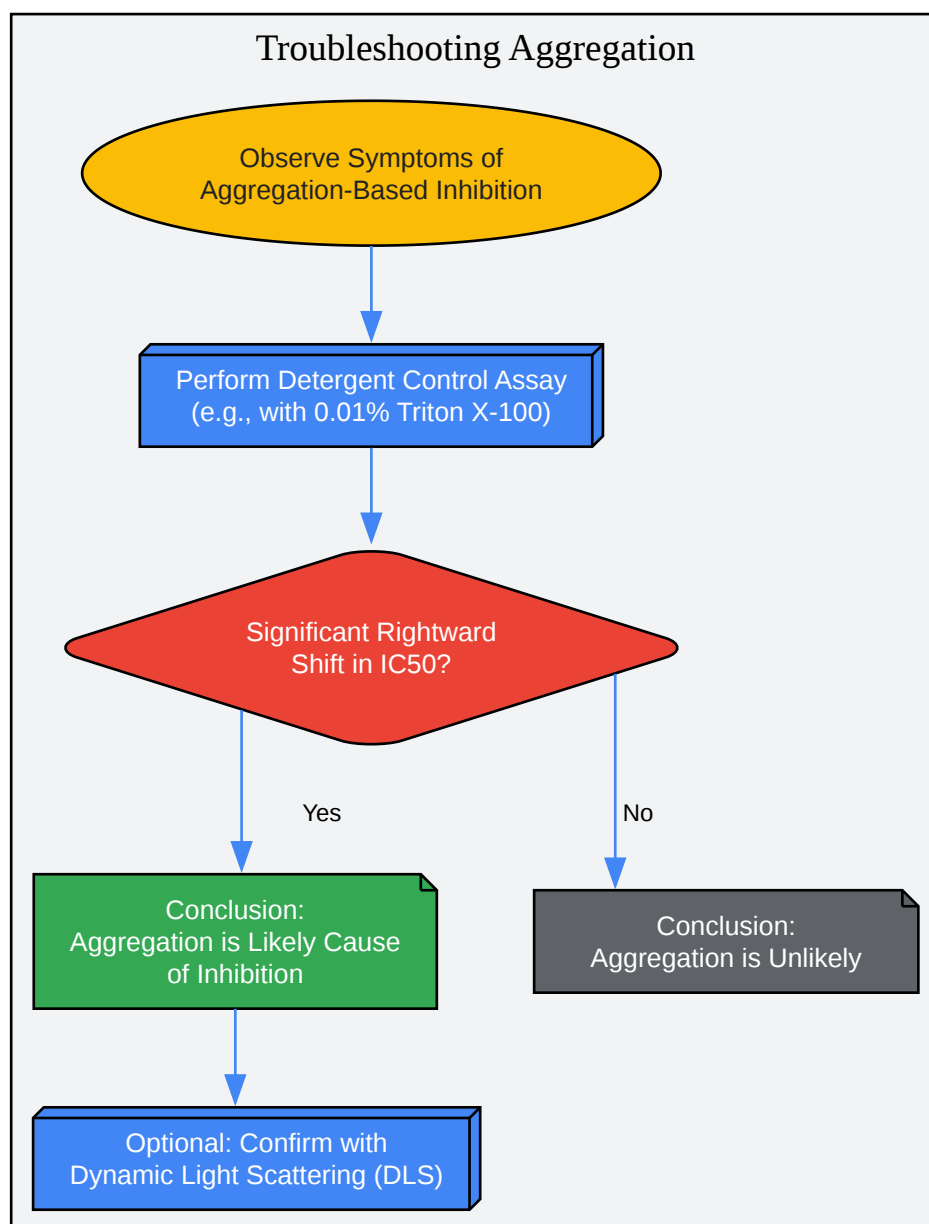 Troubleshooting Aggregation
Observe Symptoms of
Aggregation-Based Inhibition
Perform Detergent Control Assay
(e.g., with 0.01% Triton X-100)
Significant Rightward
Shift in IC50?
Yes
No
Conclusion:
Aggregation is Likely Cause
of Inhibition
Conclusion:
Aggregation is Unlikely
Optional: Confirm with
Dynamic Light Scattering (DLS)